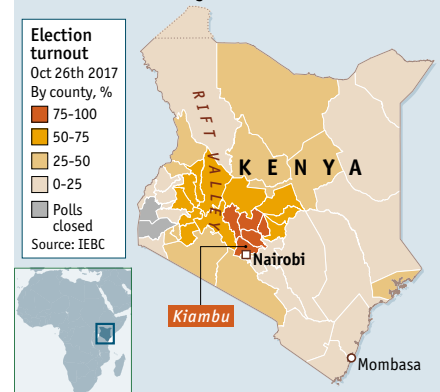 Election
turnout
Oct 26th 2017
By county, %
75-100
50-75
25-50
0-25
Polls
closed
Source: IEBC
RIFT VALLEY
KENYA
Nairobi
Kiambu
Mombasa